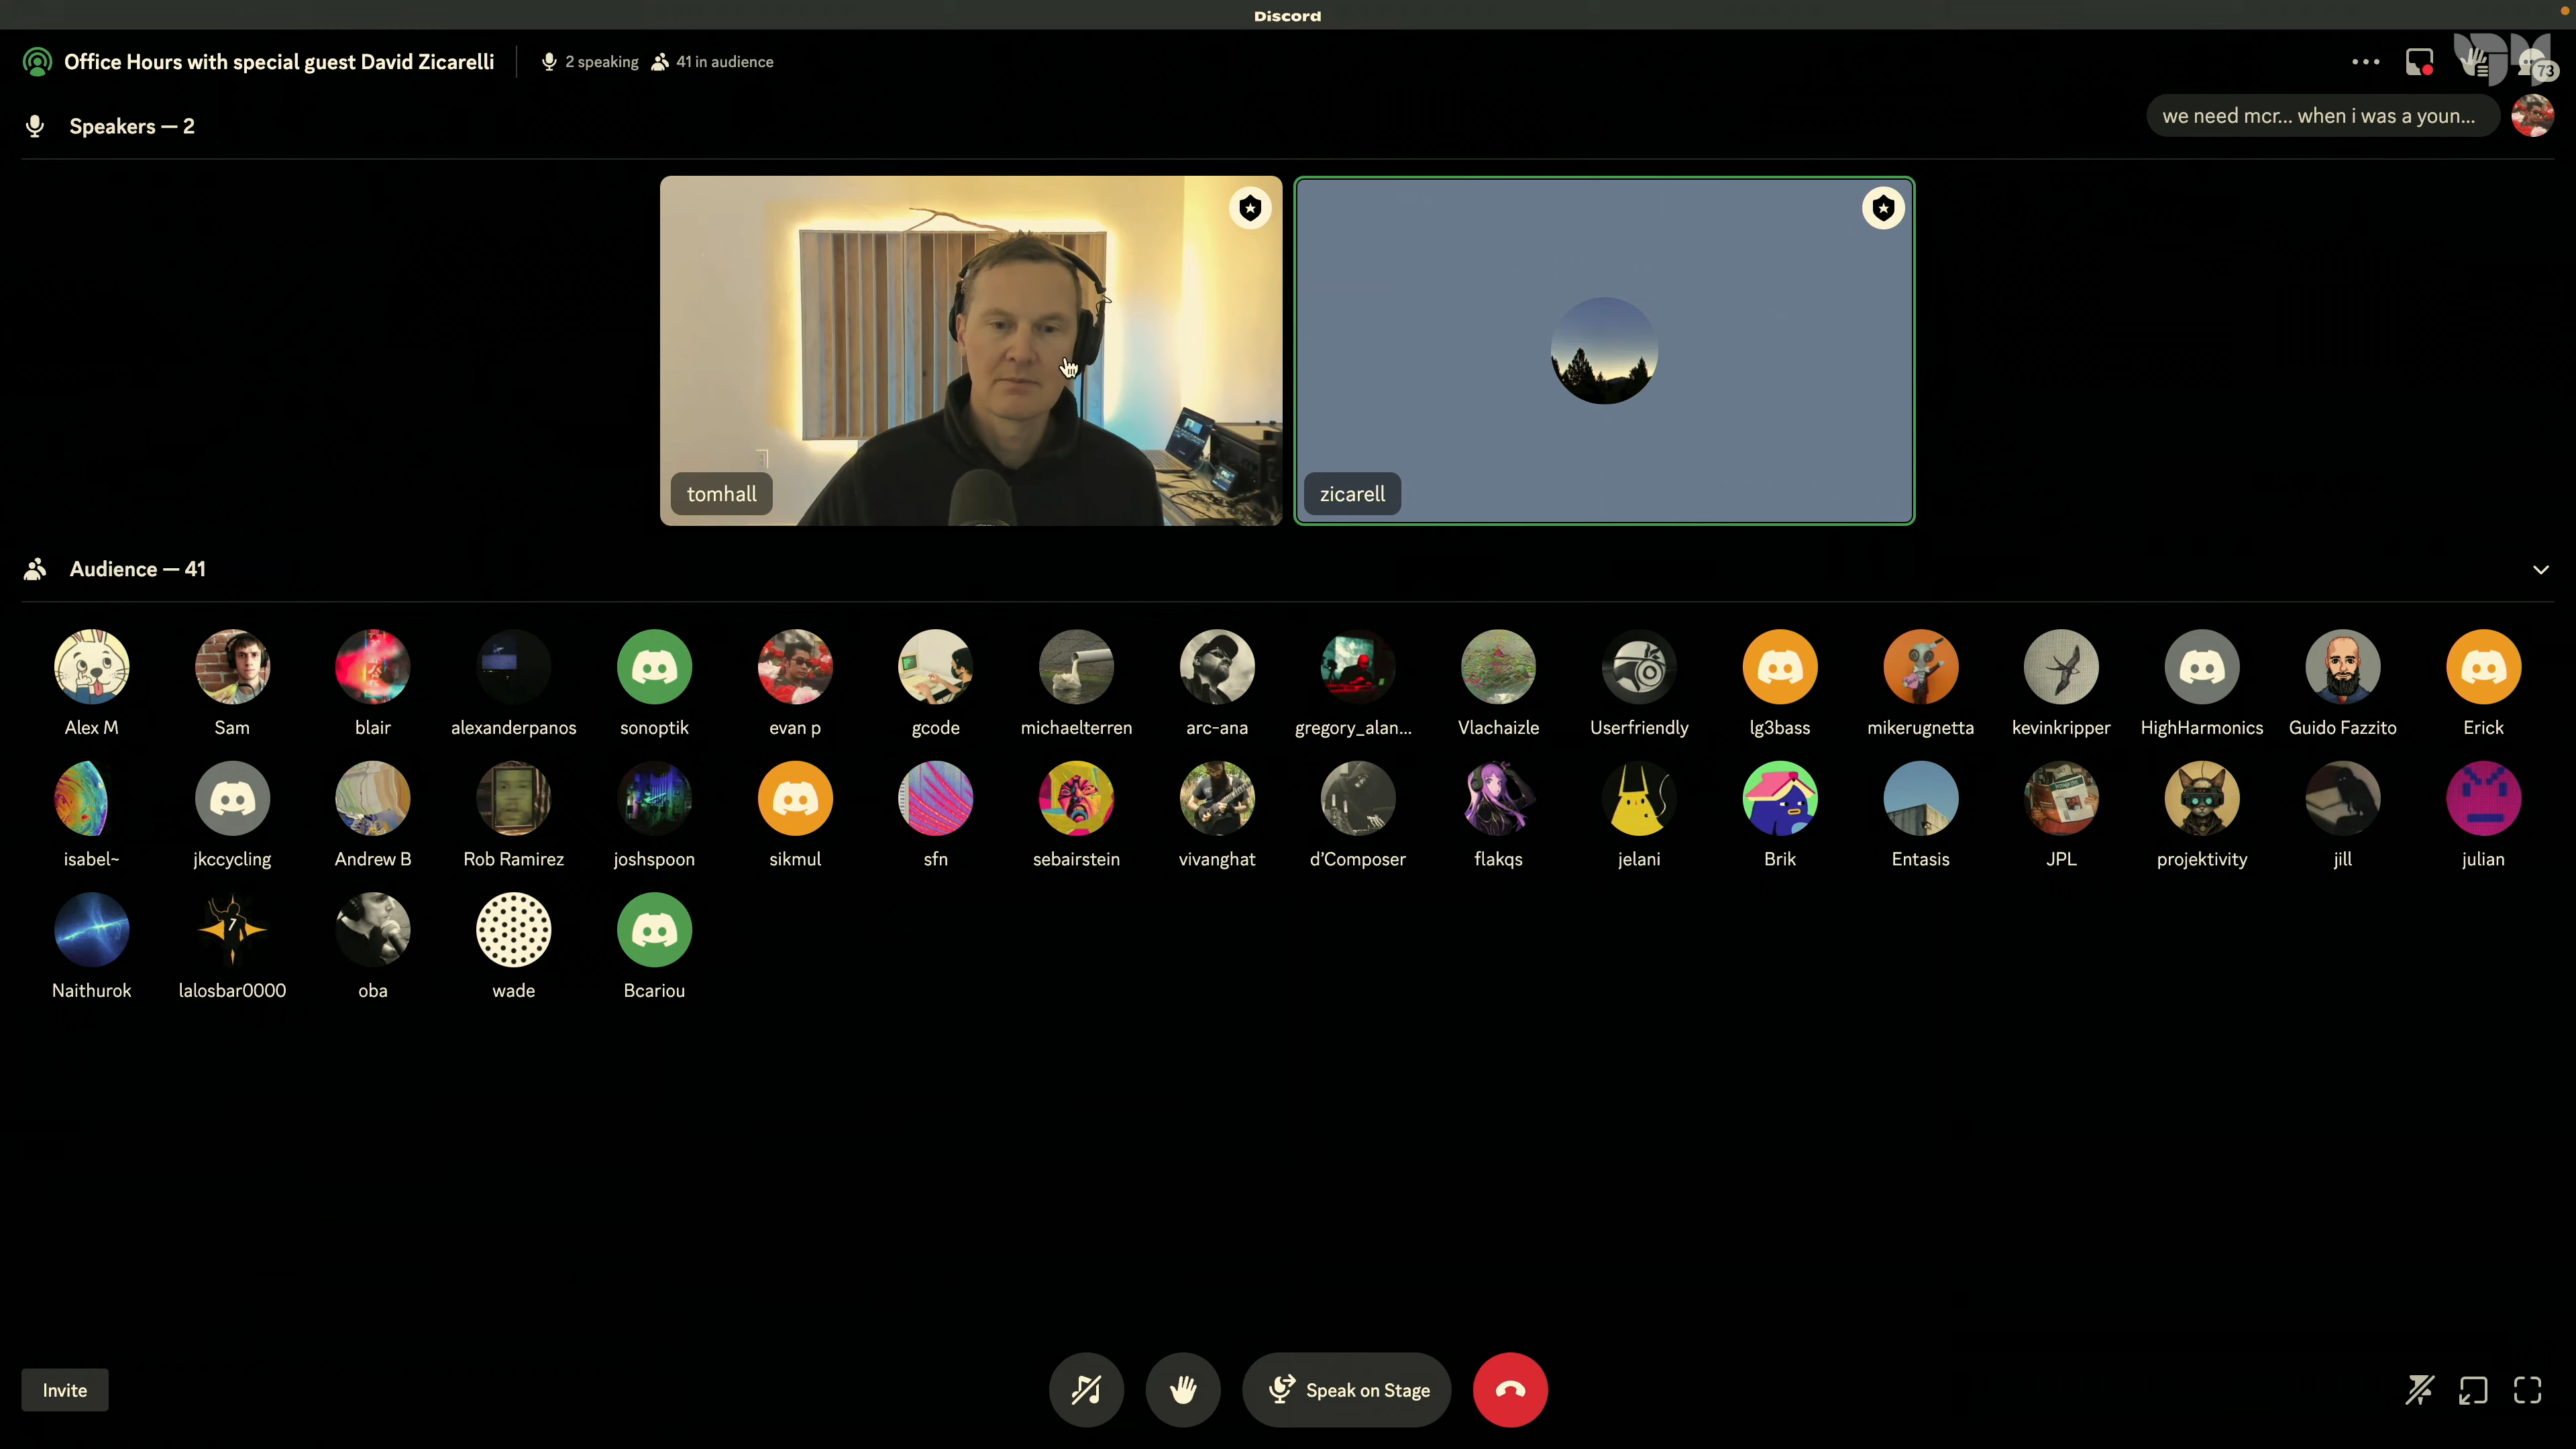 Discord
Office Hours with special guest David Zicarelli
2 speaking
41 in audience
73
Speakers — 2
we need mcr... when i was a youn...
tomhall
zicarell
Audience — 41
Alex M
Sam
blair
alexanderpanos
sonoptik
evan p
gcode
michaelterren
arc-ana
gregory_alan...
Vlachaizle
Userfriendly
lg3bass
mikerugnetta
kevinkripper
HighHarmonics
Guido Fazzito
Erick
isabel~
jkccycling
Andrew B
Rob Ramirez
joshspoon
sikmul
sfn
sebairstein
vivanghat
d'Composer
flakqs
jelani
Brik
Entasis
JPL
projektivity
jill
julian
7
Naithurok
lalosbar0000
oba
wade
Bcariou
Invite
Speak on Stage